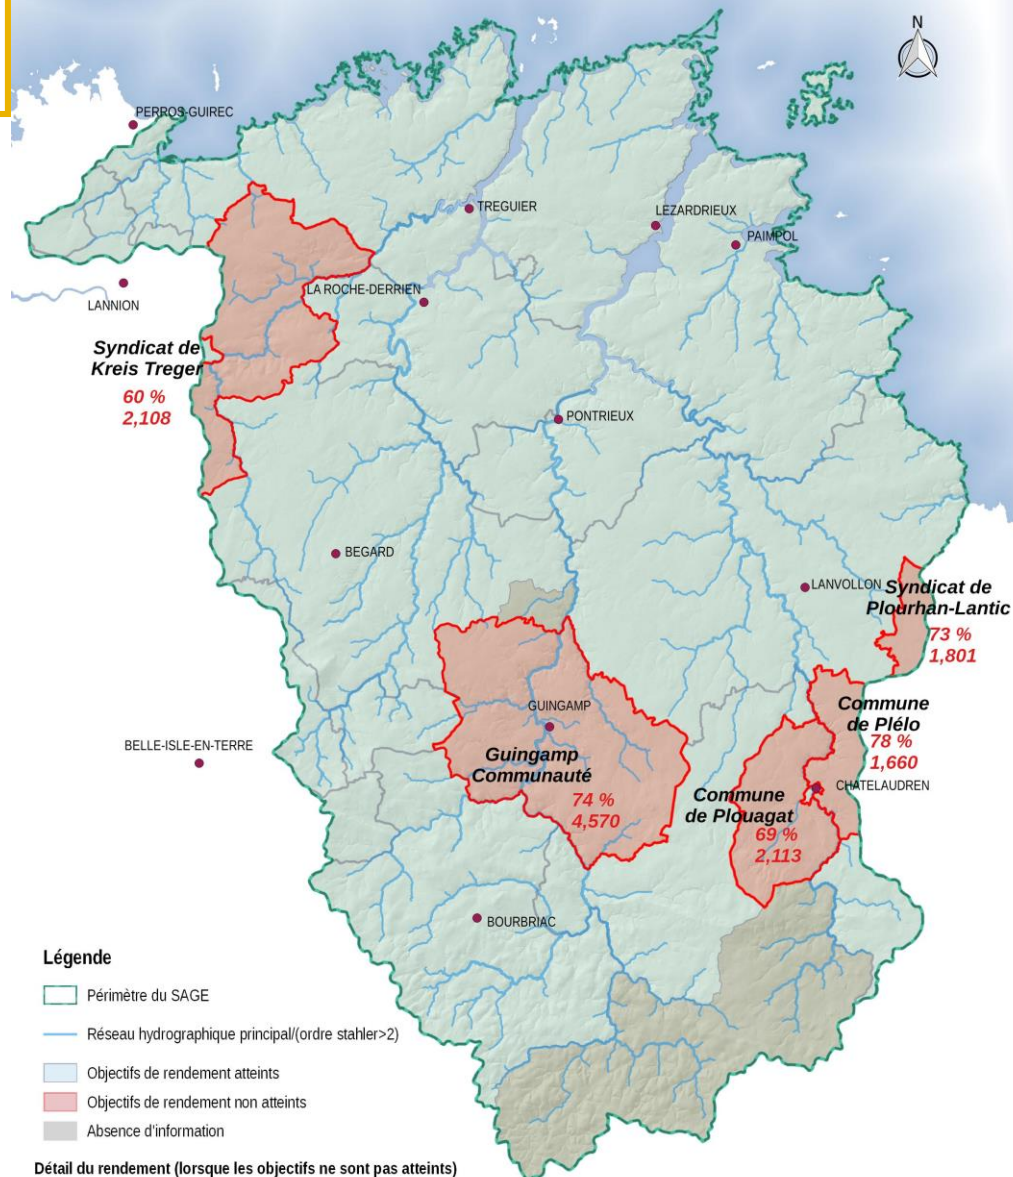 N
PERROS-GUIREC
TREGUIER
LEZARDRIEUX
PAIMPOL
LANNION
LA ROCHE-DERRIEN
Syndicat de
Kreis Treger
60 %
2,108
PONTRIEUX
BEGARD
LANVOLLON
Syndicat de
Plourhan-Lantic
73 %
1,801
GUINGAMP
Guingamp
Communauté
74 %
4,570
Commune
de Plélo
78 %
1,660
BELLE-ISLE-EN-TERRE
CHATELAUDREN
Commune
de Plouagat
69 %
2,113
BOURBRIAC
Légende
Périmètre du SAGE
Réseau hydrographique principal/(ordre stahler>2)
Objectifs de rendement atteints
Objectifs de rendement non atteints
Absence d'information
Détail du rendement (lorsque les objectifs ne sont pas atteints)